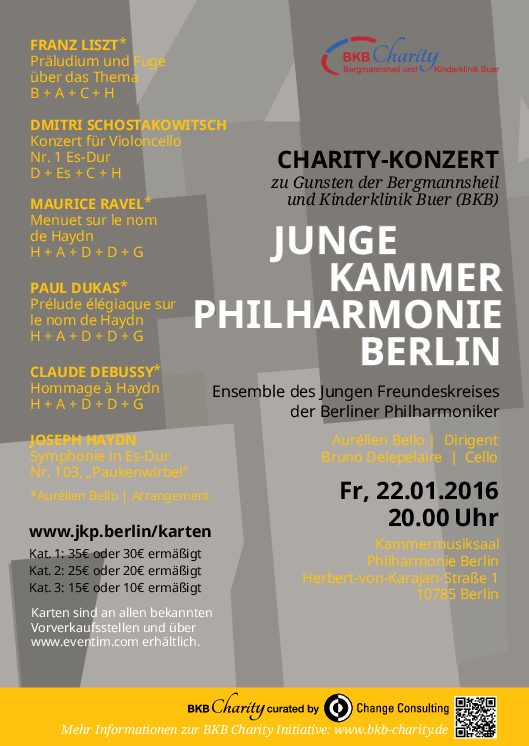 FRANZ LISZT*
Präludium und Fuge
über das Thema
B + A + C + H
DMITRI SCHOSTAKOWITSCH
Konzert für Violoncello
Nr. 1 Es-Dur
D + Es + C + H
MAURICE RAVEL*
Menuet sur le nom
de Haydn
H + A + D + D + G
PAUL DUKAS*
Prélude élégiaque sur
le nom de Haydn
H + A + D + D + G
CLAUDE DEBUSSY*
Hommage à Haydn
H + A + D + D + G
JOSEPH HAYDN
Symphonie in Es-Dur
Nr. 103, „Paukenwirbel“
*Aurélien Bello | Arrangement
www.jkp.berlin/karten
Kat. 1: 35€ oder 30€ ermäßigt
Kat. 2: 25€ oder 20€ ermäßigt
Kat. 3: 15€ oder 10€ ermäßigt
Karten sind an allen bekannten
Vorverkaufsstellen und über
www.eventim.com erhältlich.
BKB Charity
Bergmannsheil und Kinderklinik Buer
CHARITY-KONZERT
zu Gunsten der Bergmannsheil
und Kinderklinik Buer (BKB)
JUNGE
KAMMER
PHILHARMONIE
BERLIN
Ensemble des Jungen Freundeskreises
der Berliner Philharmoniker
Aurélien Bello | Dirigent
Bruno Delepelaire | Cello
Fr, 22.01.2016
20.00 Uhr
Kammermusiksaal
Philharmonie Berlin
Herbert-von-Karajan-Straße 1
10785 Berlin
BKB Charity curated by Change Consulting
Mehr Informationen zur BKB Charity Initiative: www.bkb-charity.de